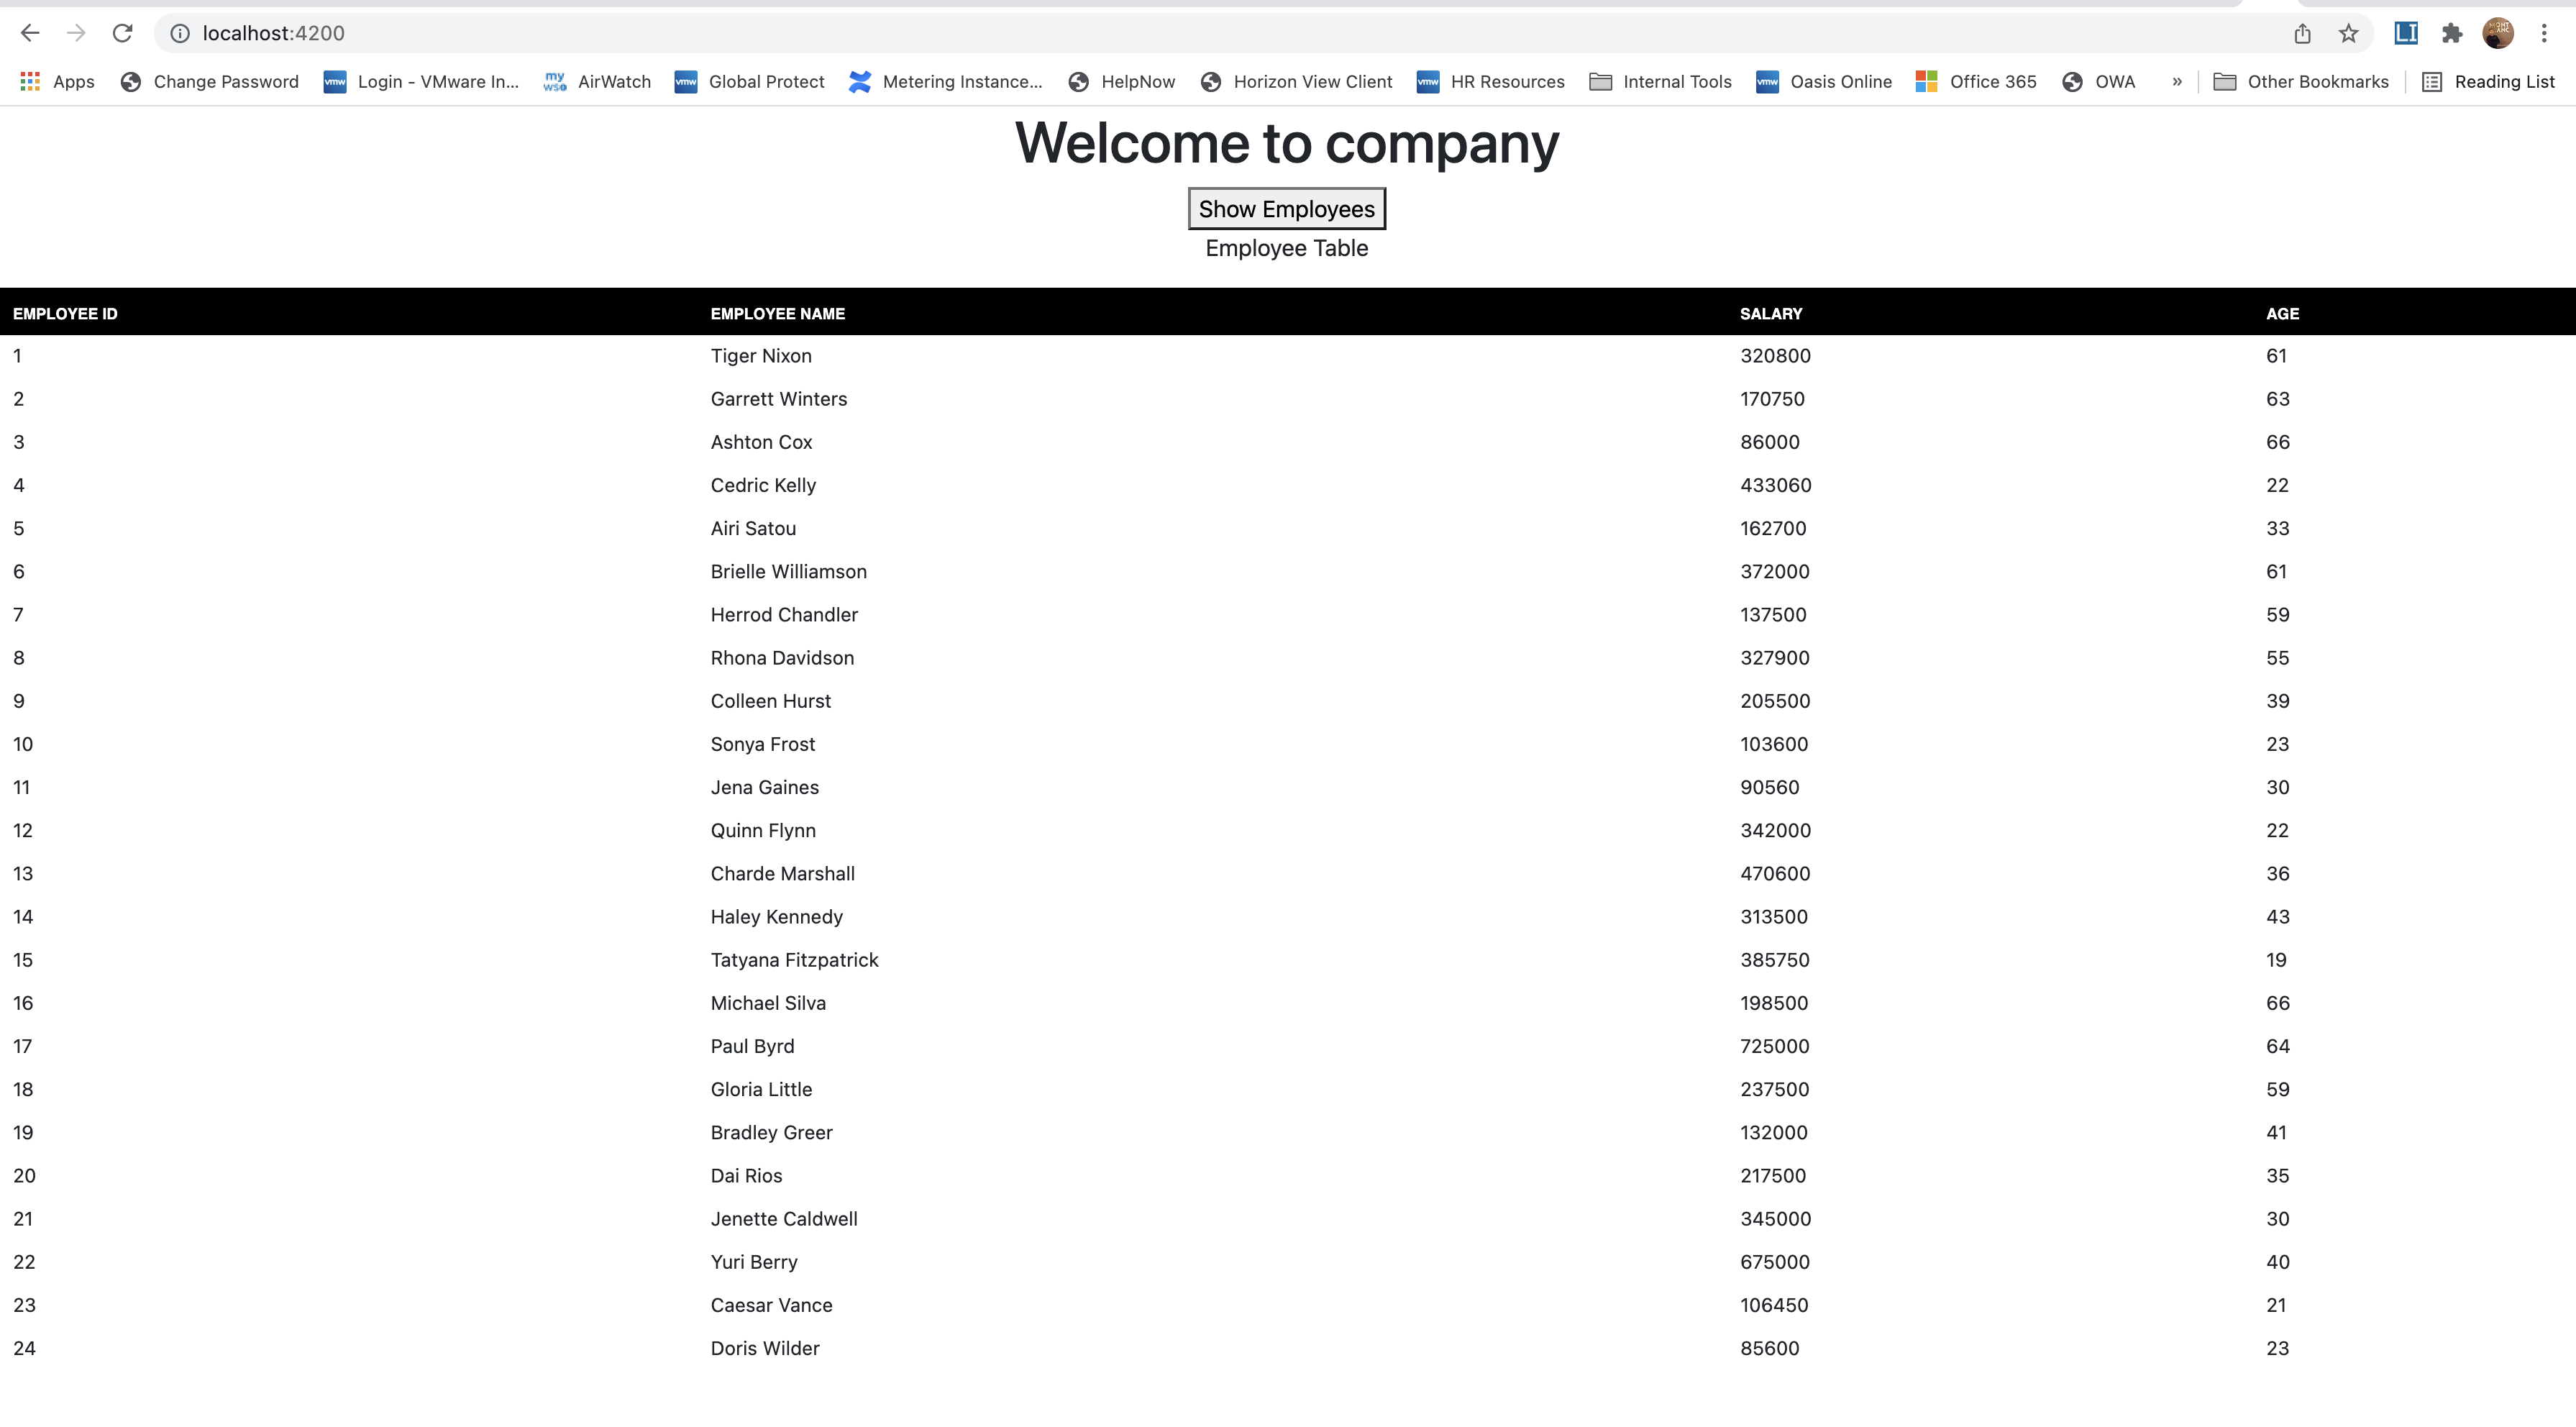 localhost:4200
Apps Change Password vmw Login - VMware In... my wso AirWatch vmw Global Protect Metering Instance... HelpNow Horizon View Client vmw HR Resources Internal Tools vmw Oasis Online Office 365 OWA » Other Bookmarks Reading List
Welcome to company
Show Employees
Employee Table
EMPLOYEE ID EMPLOYEE NAME SALARY AGE
1 Tiger Nixon 320800 61
2 Garrett Winters 170750 63
3 Ashton Cox 86000 66
4 Cedric Kelly 433060 22
5 Airi Satou 162700 33
6 Brielle Williamson 372000 61
7 Herrod Chandler 137500 59
8 Rhona Davidson 327900 55
9 Colleen Hurst 205500 39
10 Sonya Frost 103600 23
11 Jena Gaines 90560 30
12 Quinn Flynn 342000 22
13 Charde Marshall 470600 36
14 Haley Kennedy 313500 43
15 Tatyana Fitzpatrick 385750 19
16 Michael Silva 198500 66
17 Paul Byrd 725000 64
18 Gloria Little 237500 59
19 Bradley Greer 132000 41
20 Dai Rios 217500 35
21 Jenette Caldwell 345000 30
22 Yuri Berry 675000 40
23 Caesar Vance 106450 21
24 Doris Wilder 85600 23